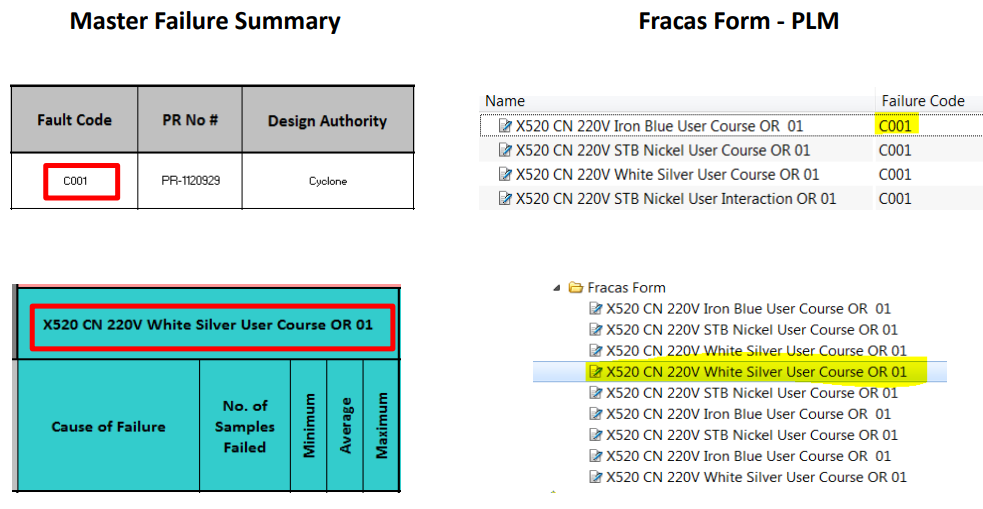 Master Failure Summary
Fracas Form - PLM
Fault Code PR No # Design Authority
C001 PR-1120929 Cyclone
Name Failure Code
X520 CN 220V Iron Blue User Course OR  01 C001
X520 CN 220V STB Nickel User Course OR 01 C001
X520 CN 220V White Silver User Course OR 01 C001
X520 CN 220V STB Nickel User Interaction OR 01 C001
X520 CN 220V White Silver User Course OR 01
Cause of Failure
No. of
Samples
Failed
Minimum
Average
Maximum
Fracas Form
X520 CN 220V Iron Blue User Course OR  01
X520 CN 220V STB Nickel User Course OR 01
X520 CN 220V White Silver User Course OR 01
X520 CN 220V White Silver User Course OR 01
X520 CN 220V STB Nickel User Course OR 01
X520 CN 220V Iron Blue User Course OR  01
X520 CN 220V STB Nickel User Course OR 01
X520 CN 220V Iron Blue User Course OR  01
X520 CN 220V White Silver User Course OR 01